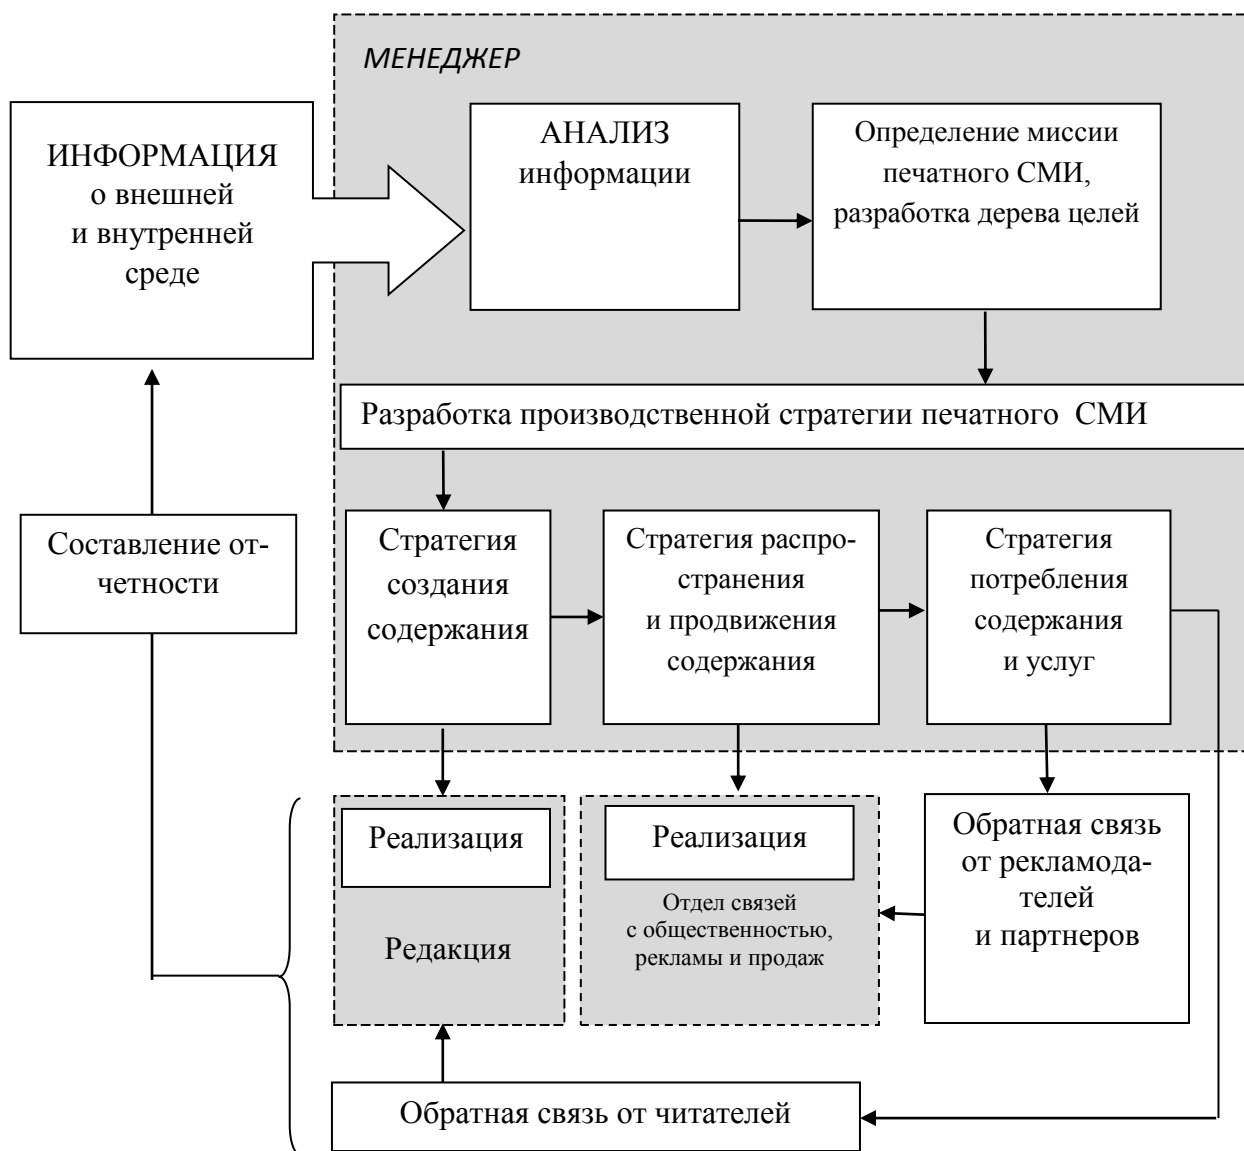 МЕНЕДЖЕР
ИНФОРМАЦИЯ
о внешней
и внутренней
среде
АНАЛИЗ
информации
Определение миссии
печатного СМИ,
разработка дерева целей
Разработка производственной стратегии печатного СМИ
Составление от-
четности
Стратегия
создания
содержания
Стратегия распро-
странения
и продвижения
содержания
Стратегия
потребления
содержания
и услуг
Реализация
Редакция
Реализация
Отдел связей
с общественностью,
рекламы и продаж
Обратная связь
от рекламода-
телей
и партнеров
Обратная связь от читателей